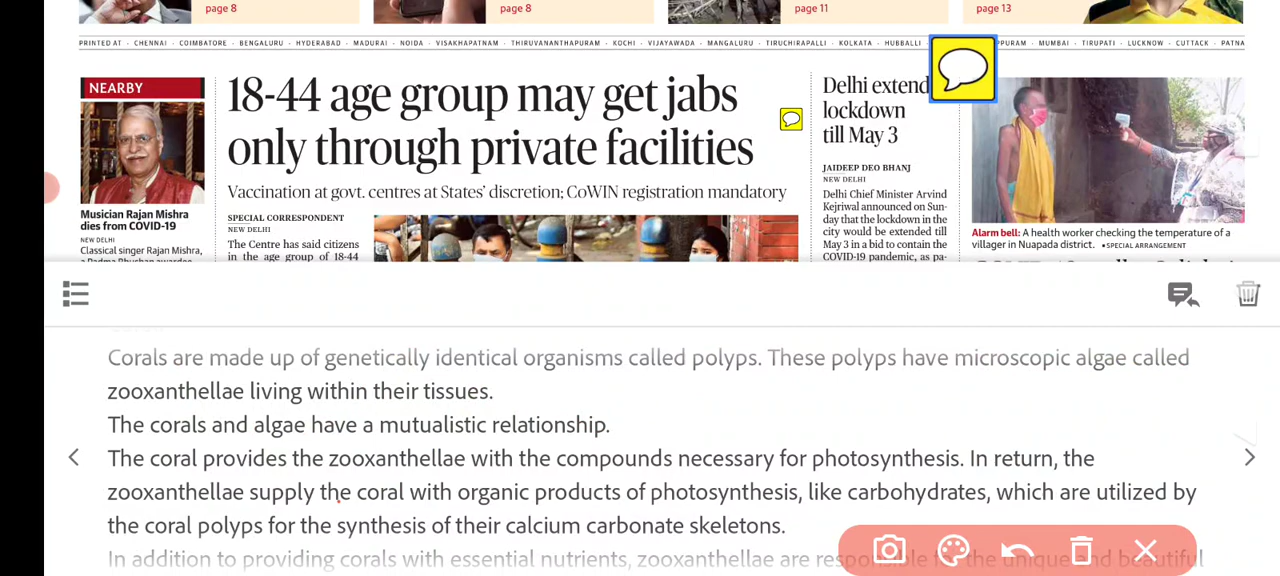 page 8
page 8
page 11
page 13
PRINTED AT • CHENNAI • COIMBATORE • BENGALURU • HYDERABAD • MADURAI • NOIDA • VISAKHAPATNAM • THIRUVANANTHAPURAM • KOCHI • VIJAYAWADA • MANGALURU • TIRUCHIRAPALLI • KOLKATA • HUBBALLI • MUMBAI • TIRUPATI • LUCKNOW • CUTTACK • PATNA
NEARBY
Musician Rajan Mishra
dies from COVID-19
NEW DELHI
Classical singer Rajan Mishra,
18-44 age group may get jabs
only through private facilities
Vaccination at govt. centres at States' discretion; CoWIN registration mandatory
SPECIAL CORRESPONDENT
NEW DELHI
The Centre has said citizens
in the age group of 18-44
Delhi extend
lockdown
till May 3
JAIDEEP DEO BHANJ
NEW DELHI
Delhi Chief Minister Arvind
Kejriwal announced on Sun-
day that the lockdown in the
city would be extended till
May 3 in a bid to contain the
COVID-19 pandemic, as pa-
Alarm bell: A health worker checking the temperature of a
villager in Nuapada district. • SPECIAL ARRANGEMENT
Corals are made up of genetically identical organisms called polyps. These polyps have microscopic algae called
zooxanthellae living within their tissues.
The corals and algae have a mutualistic relationship.
The coral provides the zooxanthellae with the compounds necessary for photosynthesis. In return, the
zooxanthellae supply the coral with organic products of photosynthesis, like carbohydrates, which are utilized by
the coral polyps for the synthesis of their calcium carbonate skeletons.
In addition to providing corals with essential nutrients, zooxanthellae are responsible for the unique and beautiful